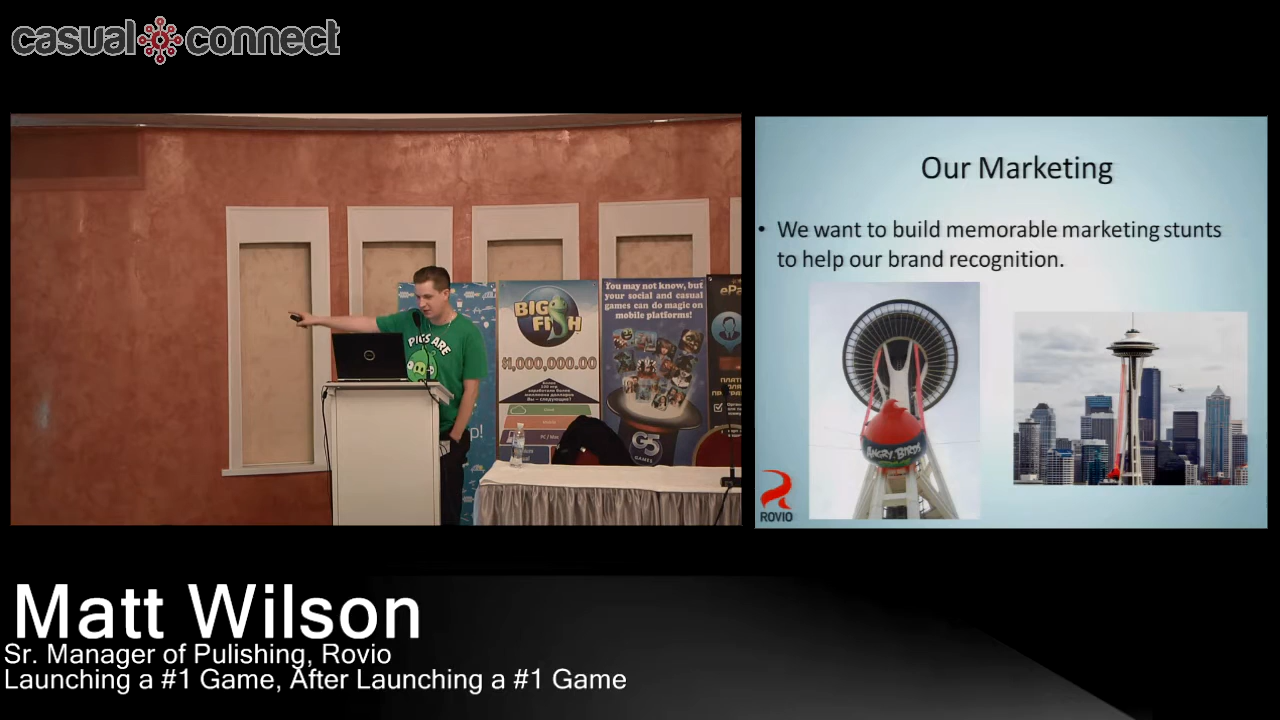 casual connect
Our Marketing
• We want to build memorable marketing stunts
to help our brand recognition.
ANGRY BIRDS
ROVIO
PIGS ARE
BIG
FISH
$1,000,000.00
You may not know, but
your social and casual
games can do magic on
mobile platforms!
G5
GAMES
Matt Wilson
Sr. Manager of Pulishing, Rovio
Launching a #1 Game, After Launching a #1 Game